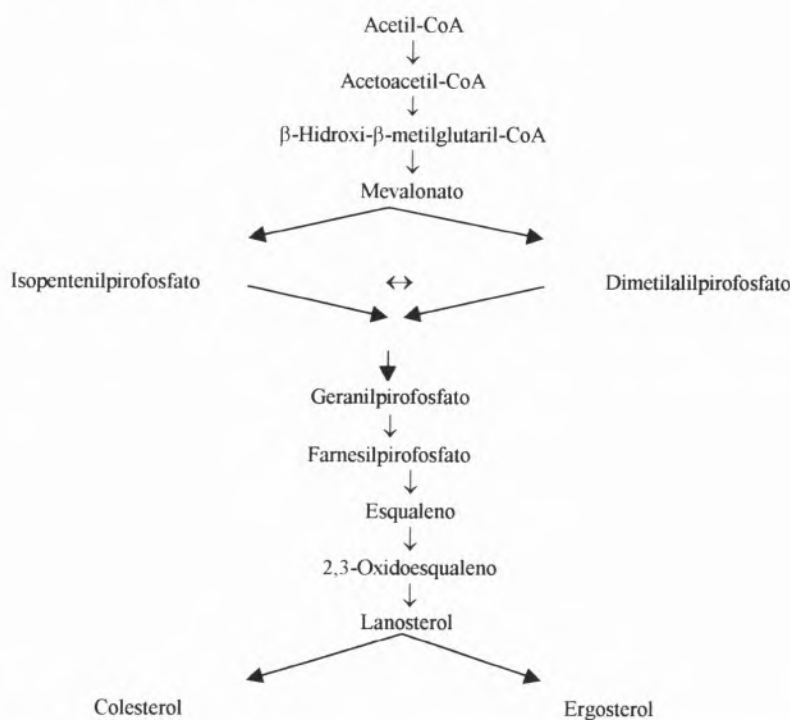 Acetil-CoA
↓
Acetoacetil-CoA
↓
β-Hidroxi-β-metilglutaril-CoA
↓
Mevalonato
Isopentenilpirofosfato ↔ Dimetilalilpirofosfato
Geranilpirofosfato
↓
Farnesilpirofosfato
↓
Esqualeno
↓
2,3-Oxidoesqualeno
↓
Lanosterol
Colesterol Ergosterol